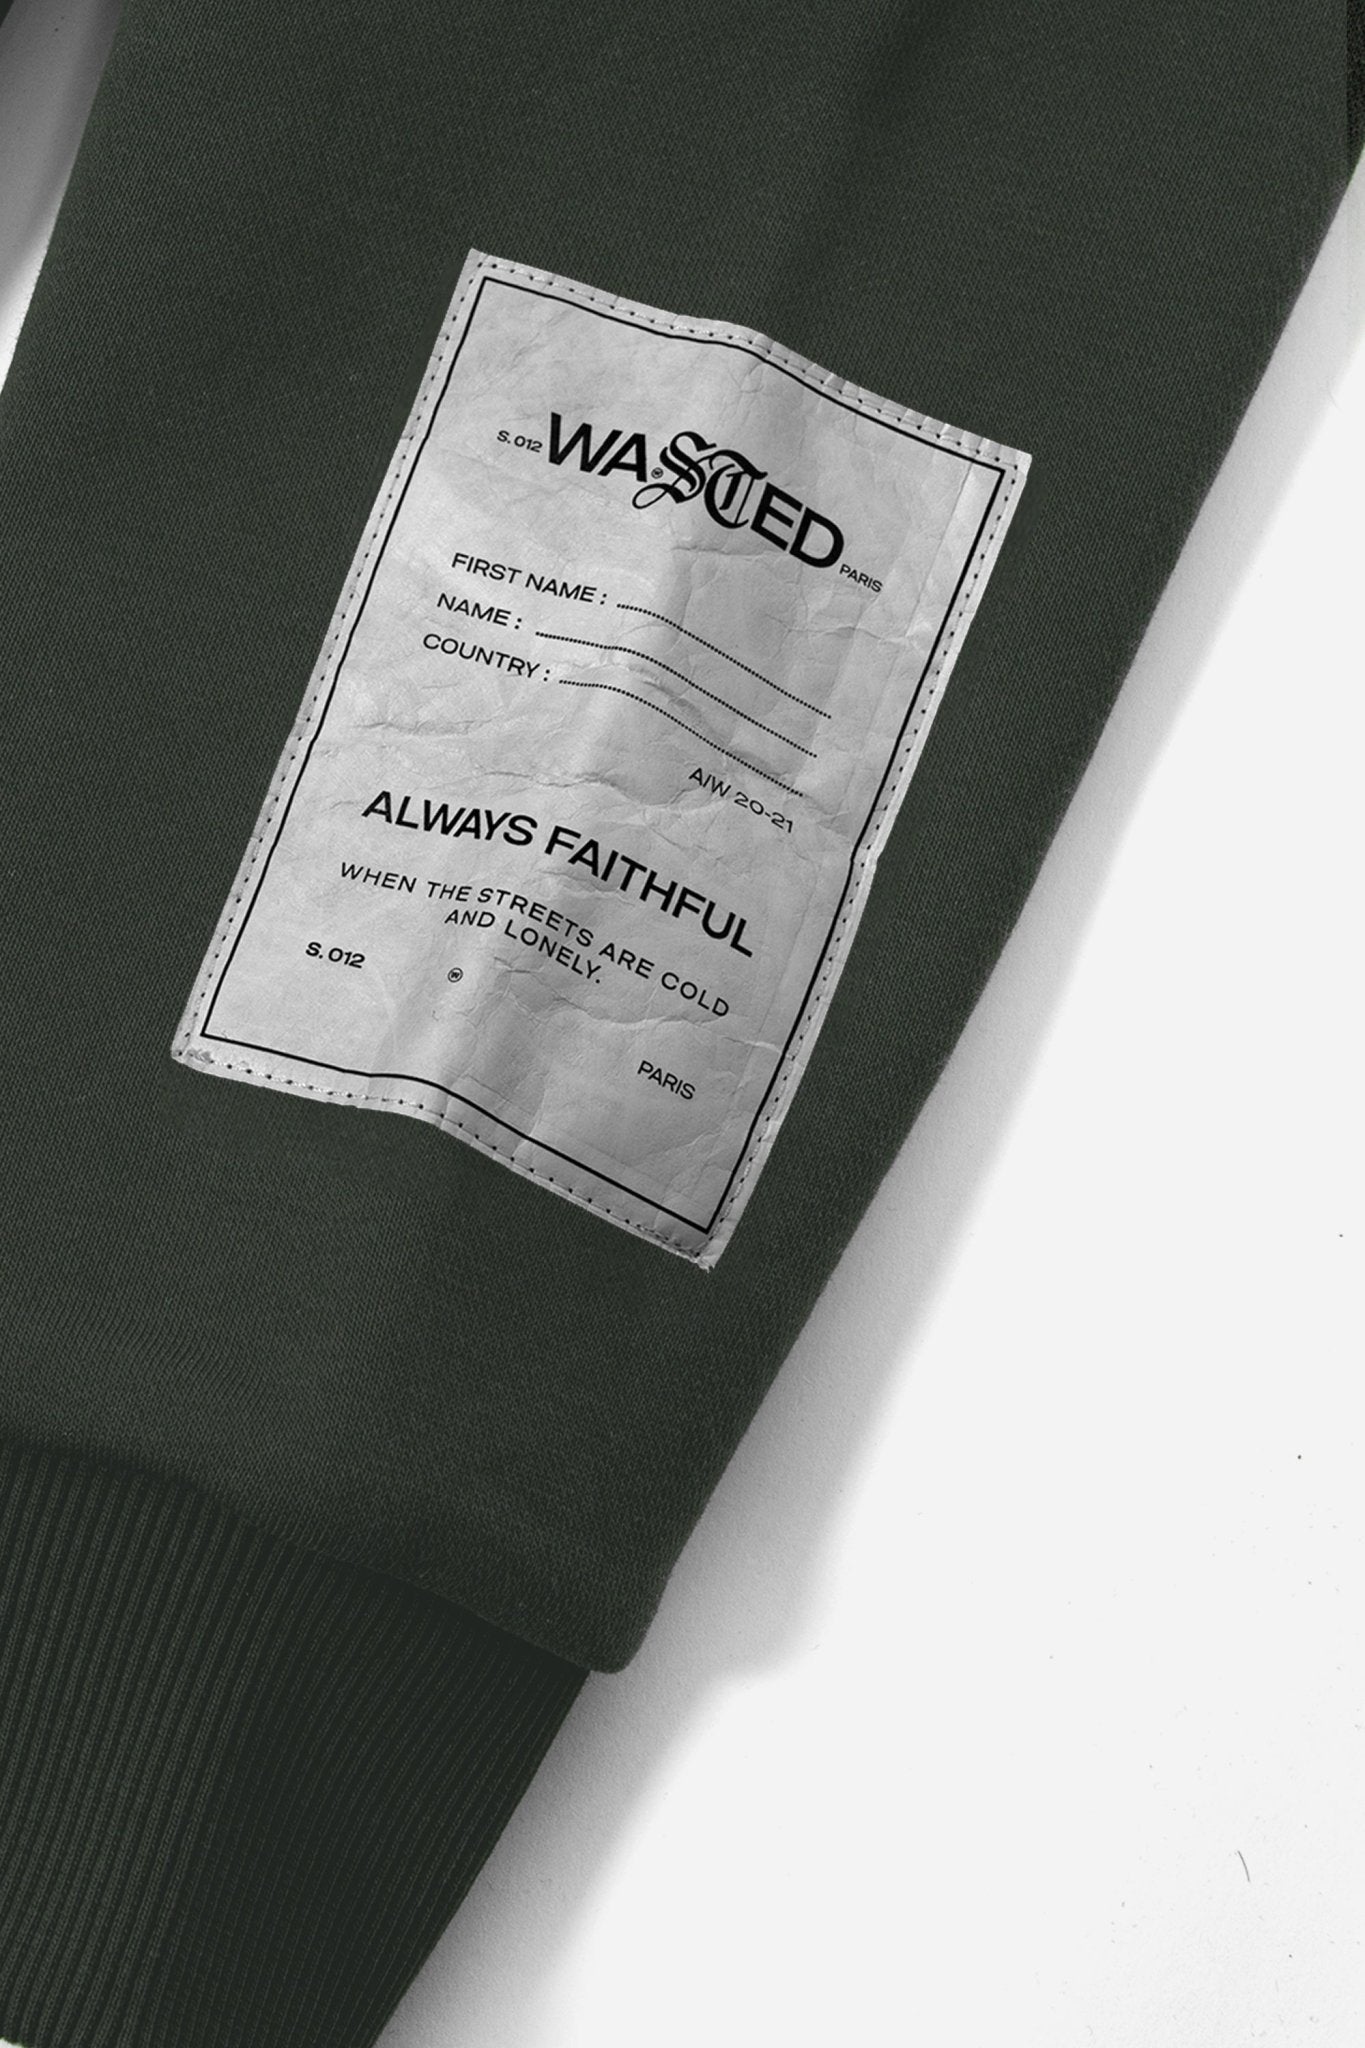 S. 012 WASTED PARIS
FIRST NAME : ....................
NAME : ....................
COUNTRY : ....................
A/W 20-21
ALWAYS FAITHFUL
WHEN THE STREETS ARE COLD
AND LONELY.
S. 012
W
PARIS